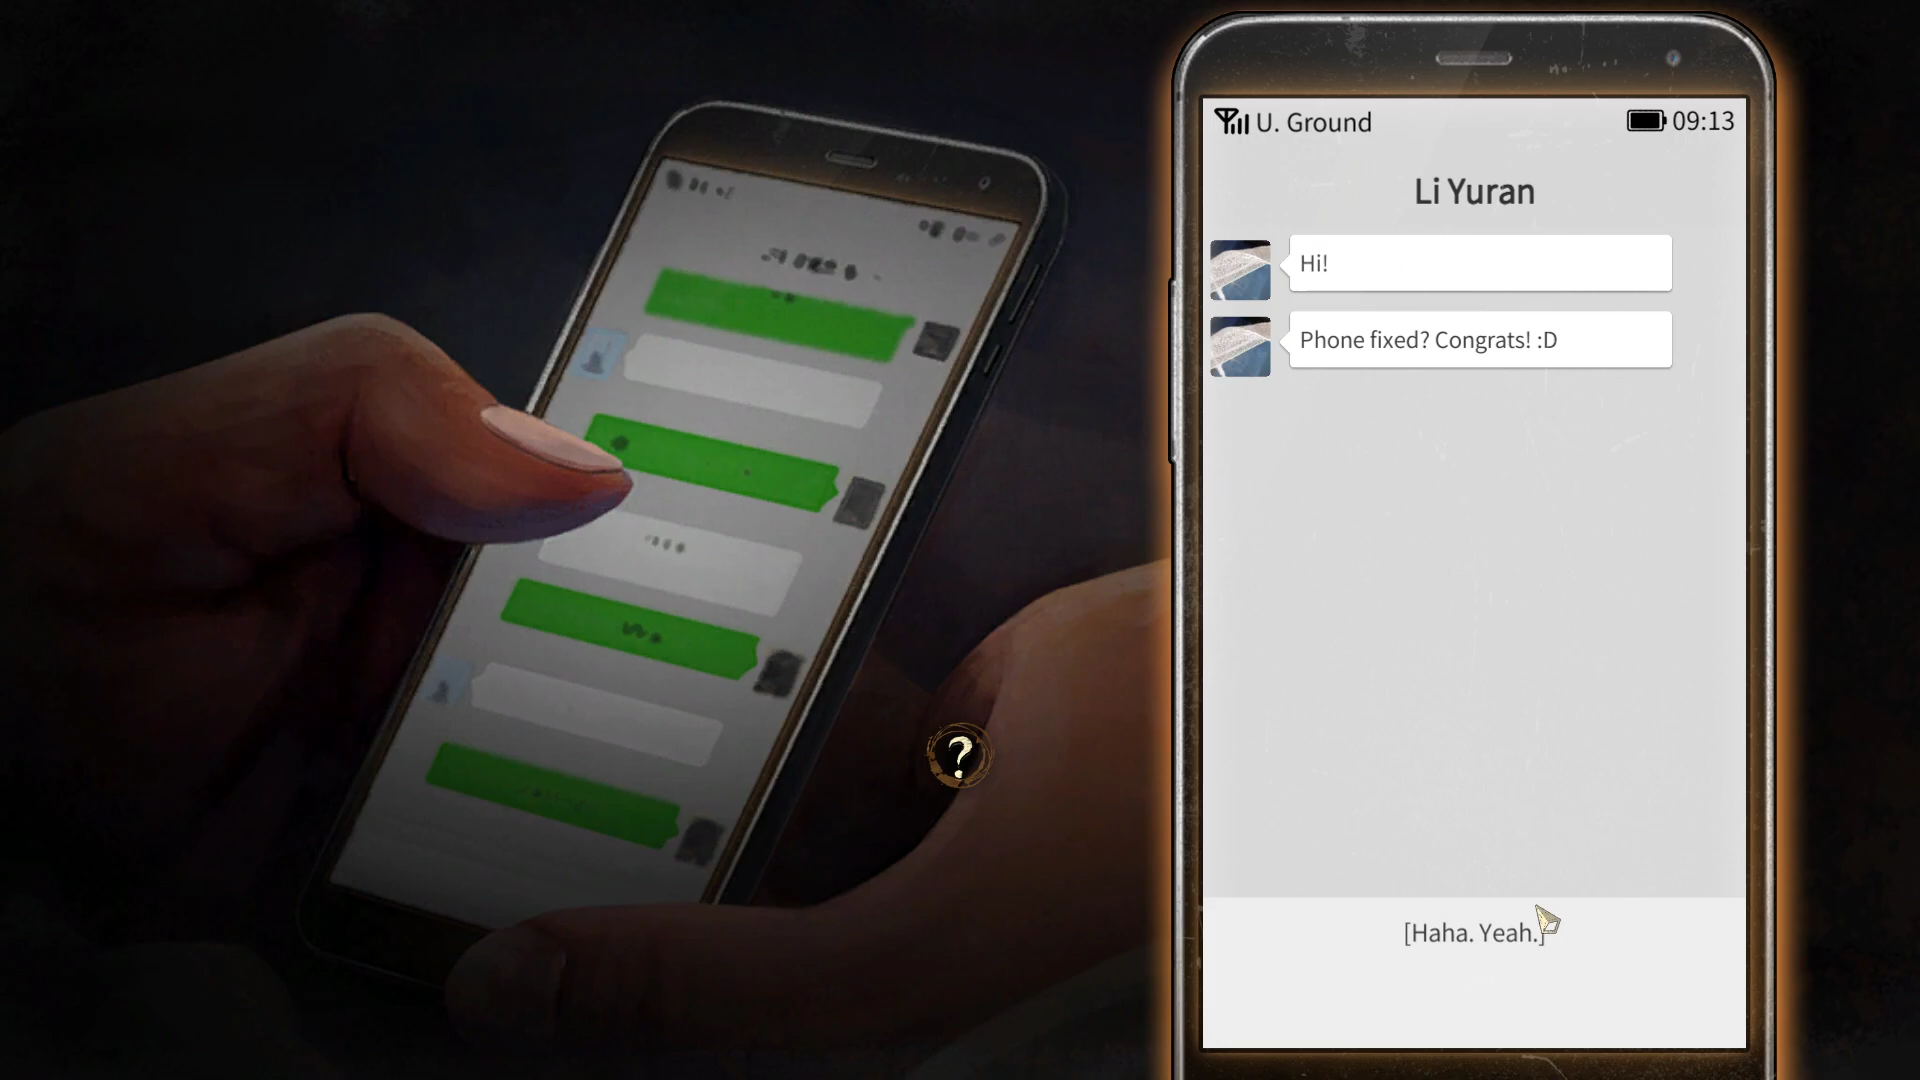 U. Ground
09:13
Li Yuran
Hi!
Phone fixed? Congrats! :D
?
[Haha. Yeah.]